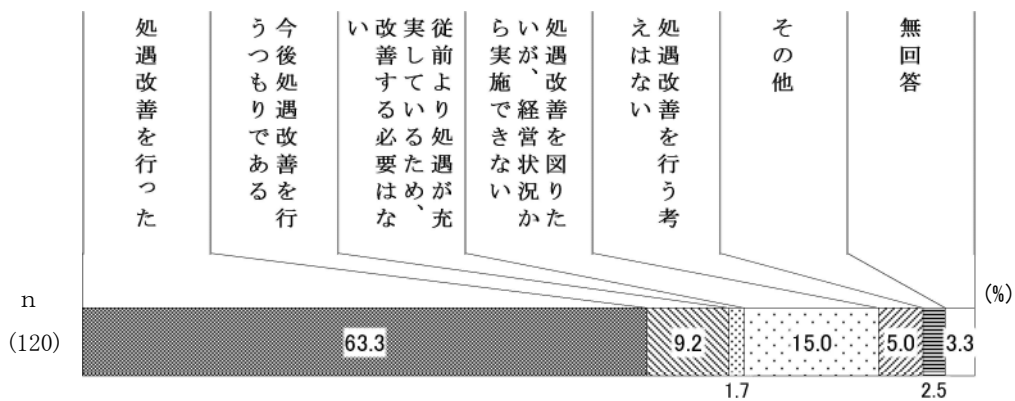 処遇改善を行った
今後処遇改善を行
うつもりである
従前より処遇が充
実しているため、
改善する必要はな
い
処遇改善を図りた
いが、経営状況か
ら実施できない
処遇改善を行う考
えはない
その他
無回答
(%)
n
(120)
63.3
9.2
1.7
15.0
5.0
2.5
3.3